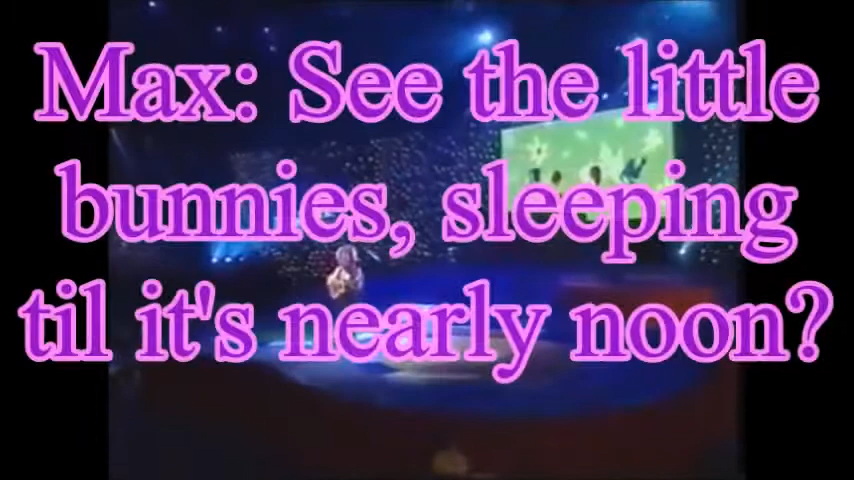 Max: See the little
bunnies, sleeping
til it's nearly noon?